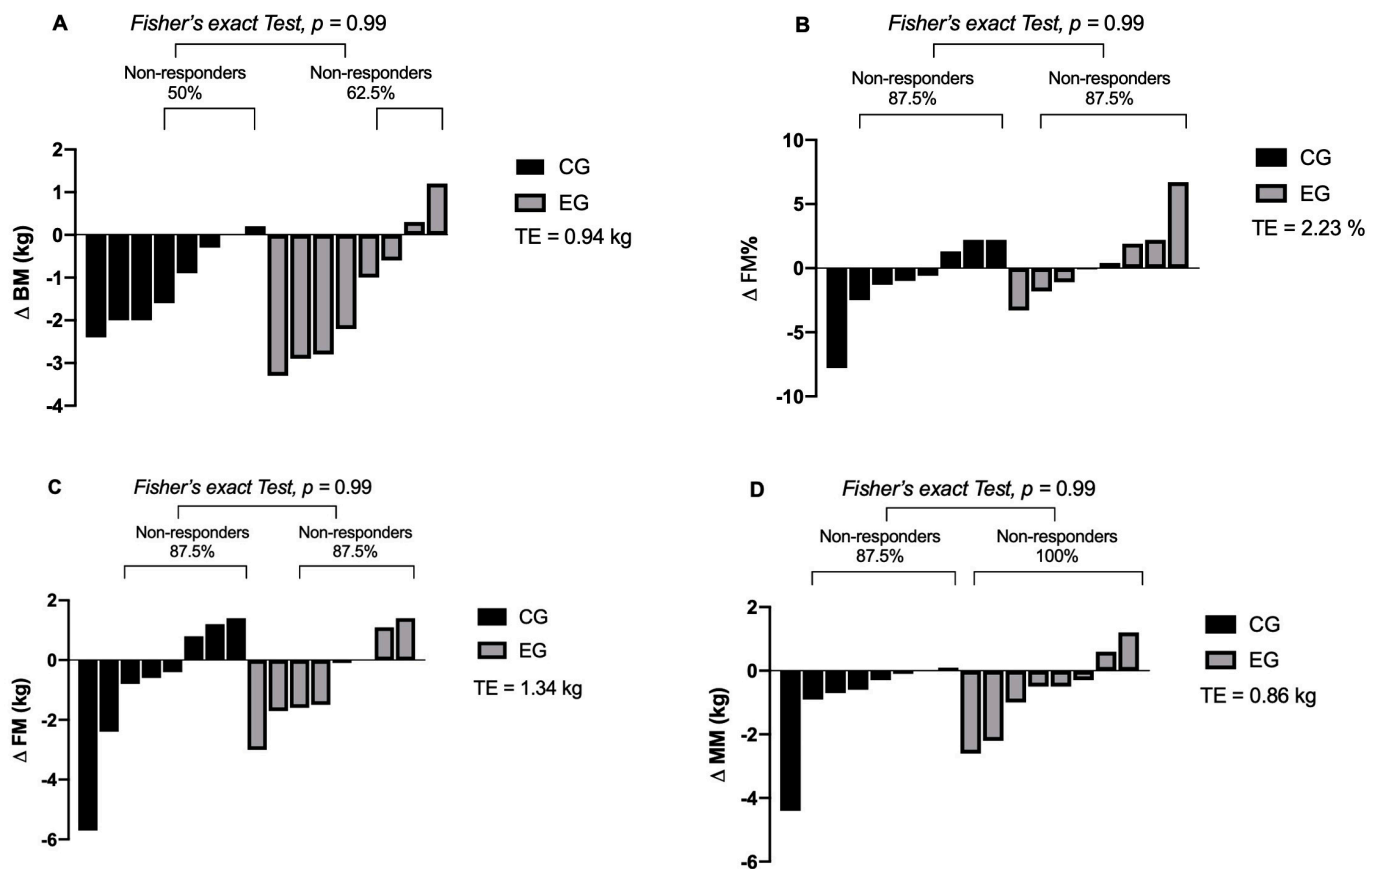 A
Fisher's exact Test, p = 0.99
Non-responders
50%
Non-responders
62.5%
2
1
0
-1
-2
-3
-4
Δ BM (kg)
CG
EG
TE = 0.94 kg
B
Fisher's exact Test, p = 0.99
Non-responders
87.5%
Non-responders
87.5%
10
5
0
-5
-10
Δ FM%
CG
EG
TE = 2.23 %
C
Fisher's exact Test, p = 0.99
Non-responders
87.5%
Non-responders
87.5%
2
0
-2
-4
-6
Δ FM (kg)
CG
EG
TE = 1.34 kg
D
Fisher's exact Test, p = 0.99
Non-responders
87.5%
Non-responders
100%
2
0
-2
-4
-6
Δ MM (kg)
CG
EG
TE = 0.86 kg